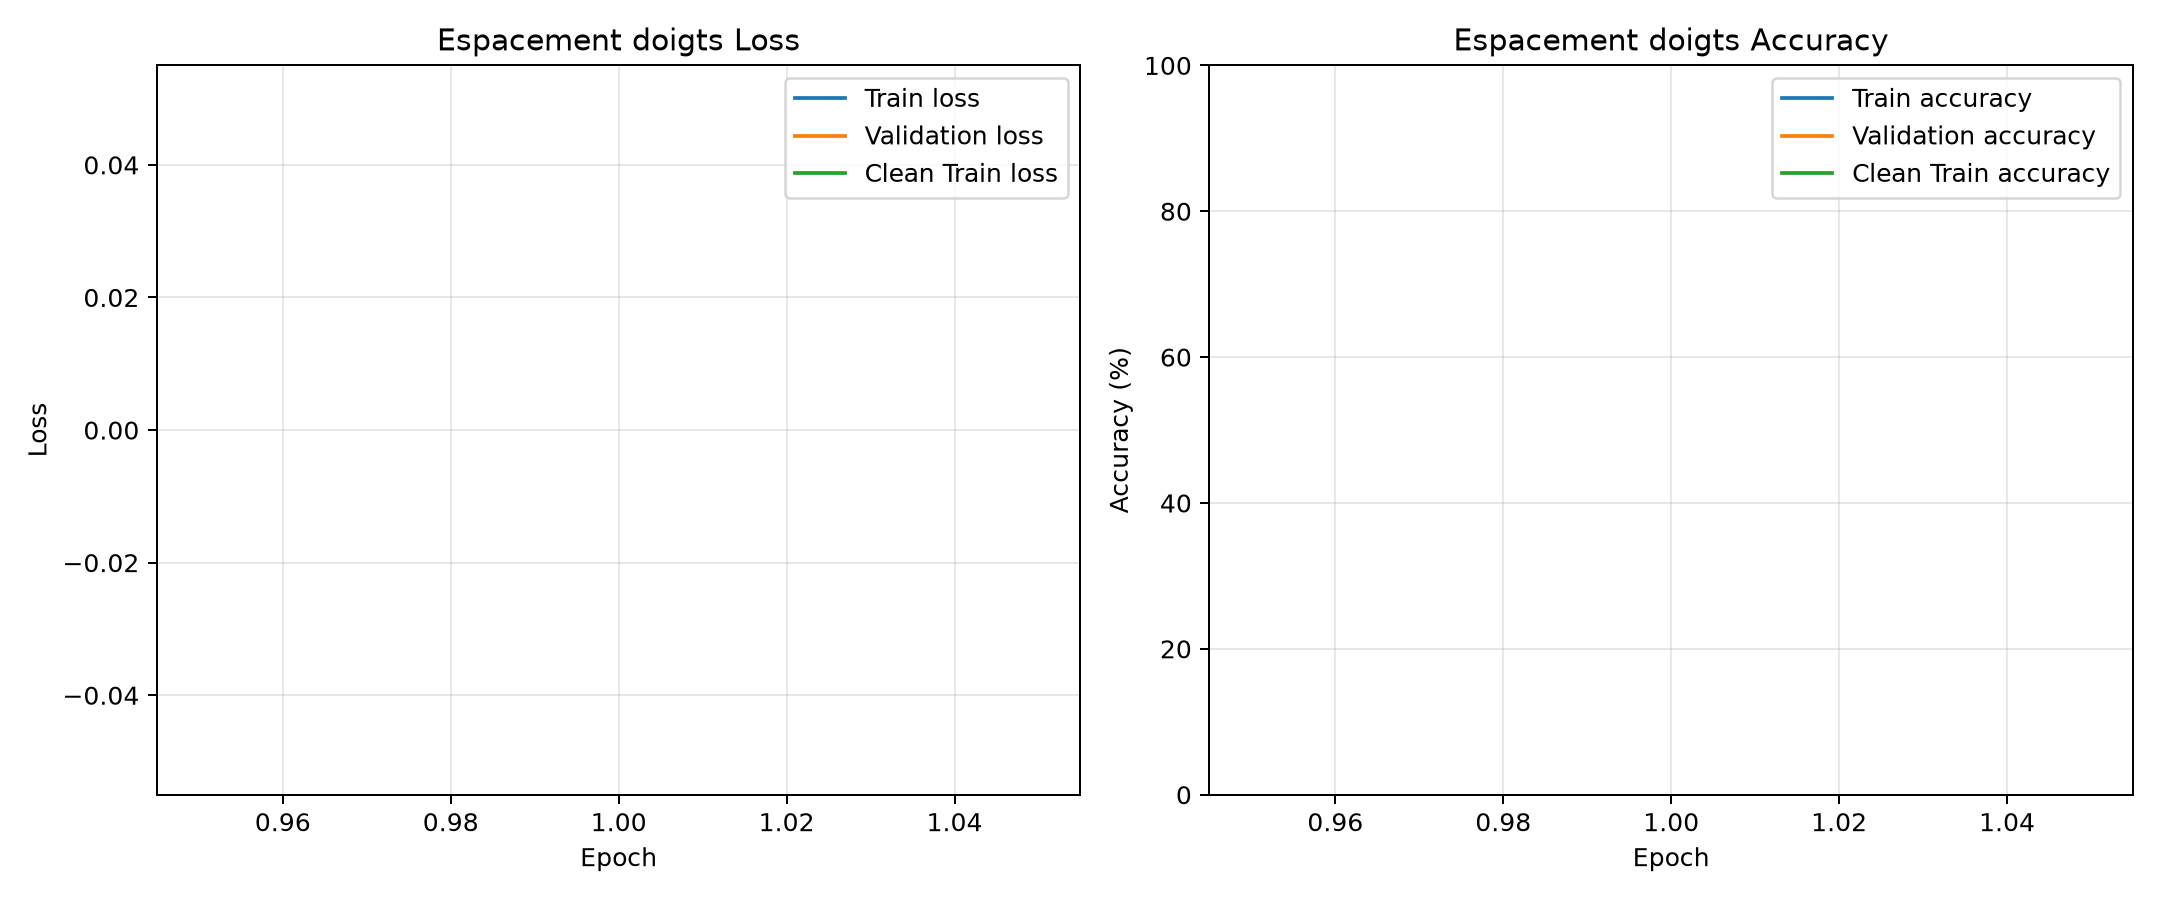 Espacement doigts Loss
Train loss
Validation loss
Clean Train loss
0.04
0.02
0.00
−0.02
−0.04
Loss
0.96 0.98 1.00 1.02 1.04
Epoch
Espacement doigts Accuracy
Train accuracy
Validation accuracy
Clean Train accuracy
100
80
60
40
20
0
Accuracy (%)
0.96 0.98 1.00 1.02 1.04
Epoch